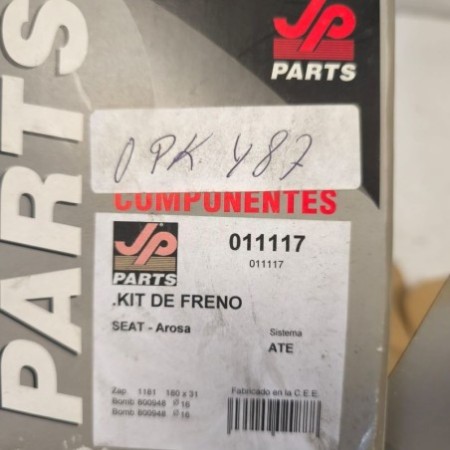 JP
PARTS
PARTS
OPK. 487
COMPONENTES
JP
PARTS
011117
011117
.KIT DE FRENO
SEAT - Arosa
Sistema
ATE
Zap. 1181 180 x 31
Bomb 800948 Ø 16
Bomb 800948 Ø 16
Fabricado en la C.E.E.